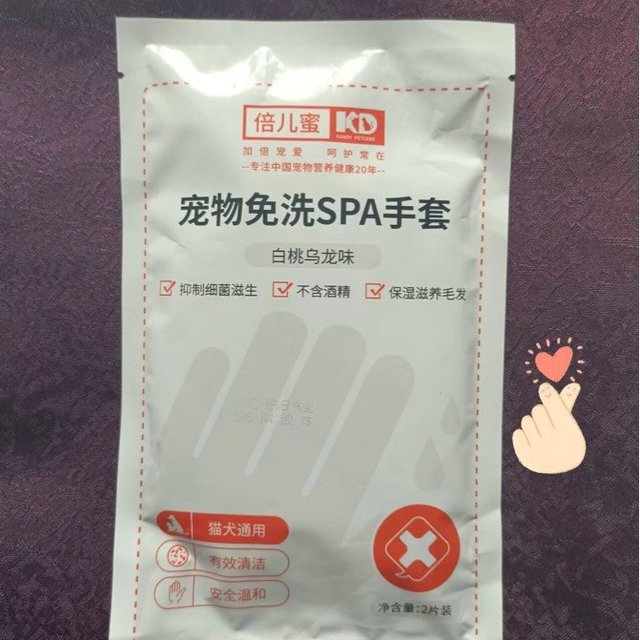 倍儿蜜 KD
KANDY PETCARE
加倍宠爱 呵护常在
--专注中国宠物营养健康20年--
宠物免洗SPA手套
白桃乌龙味
抑制细菌滋生 不含酒精 保湿滋养毛发
猫犬通用
有效清洁
安全温和
净含量:2片装